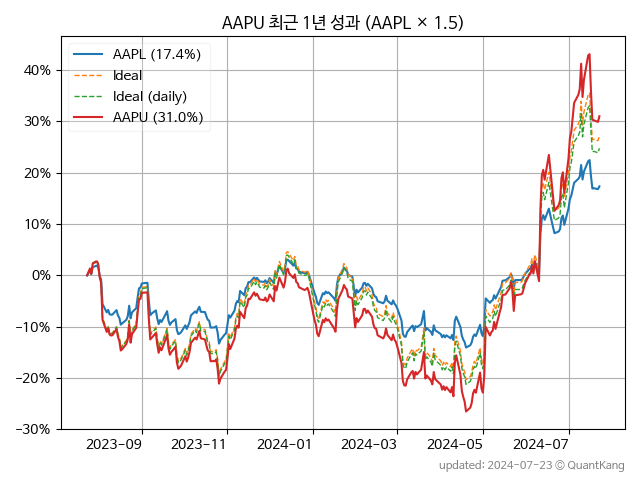 AAPU 최근 1년 성과 (AAPL × 1.5)
AAPL (17.4%)
Ideal
Ideal (daily)
AAPU (31.0%)
40%
30%
20%
10%
0%
−10%
−20%
−30%
2023-09
2023-11
2024-01
2024-03
2024-05
2024-07
updated: 2024-07-23 © QuantKang